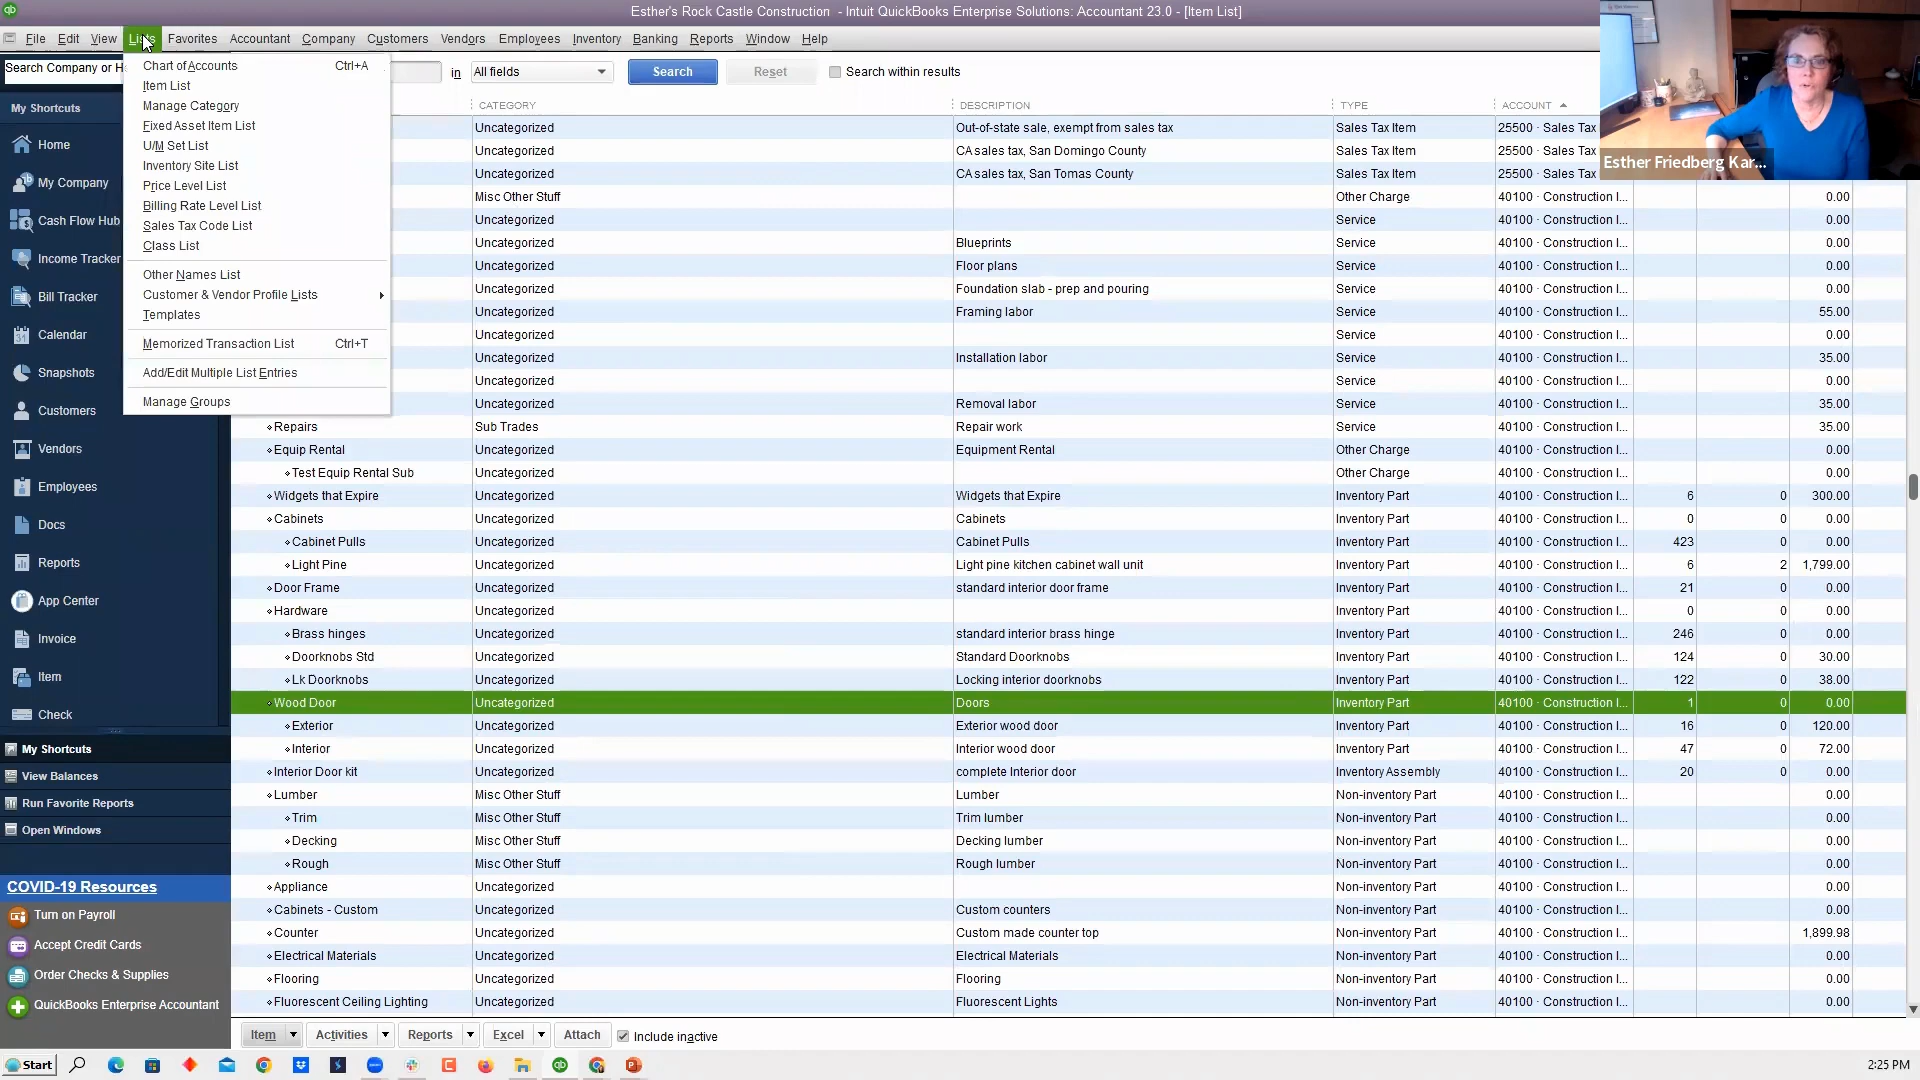 Esther's Rock Castle Construction - Intuit QuickBooks Enterprise Solutions: Accountant 23.0 - [Item List]
File Edit View Lists Favorites Accountant Company Customers Vendors Employees Inventory Banking Reports Window Help
Search Company or H
in All fields Search Reset Search within results
Chart of Accounts Ctrl+A
Item List
Manage Category
Fixed Asset Item List
U/M Set List
Inventory Site List
Price Level List
Billing Rate Level List
Sales Tax Code List
Class List
Other Names List
Customer & Vendor Profile Lists
Templates
Memorized Transaction List Ctrl+T
Add/Edit Multiple List Entries
Manage Groups
My Shortcuts
Home
My Company
Cash Flow Hub
Income Tracker
Bill Tracker
Calendar
Snapshots
Customers
Vendors
Employees
Docs
Reports
App Center
Invoice
Item
Check
My Shortcuts
View Balances
Run Favorite Reports
Open Windows
COVID-19 Resources
Turn on Payroll
Accept Credit Cards
Order Checks & Supplies
QuickBooks Enterprise Accountant
CATEGORY DESCRIPTION TYPE ACCOUNT
Uncategorized Out-of-state sale, exempt from sales tax Sales Tax Item 25500 · Sales Tax
Uncategorized CA sales tax, San Domingo County Sales Tax Item 25500 · Sales Tax
Uncategorized CA sales tax, San Tomas County Sales Tax Item 25500 · Sales Tax
Misc Other Stuff Other Charge 40100 · Construction I... 0.00
Uncategorized Service 40100 · Construction I... 0.00
Uncategorized Blueprints Service 40100 · Construction I... 0.00
Uncategorized Floor plans Service 40100 · Construction I... 0.00
Uncategorized Foundation slab - prep and pouring Service 40100 · Construction I... 0.00
Uncategorized Framing labor Service 40100 · Construction I... 55.00
Uncategorized Service 40100 · Construction I... 0.00
Uncategorized Installation labor Service 40100 · Construction I... 35.00
Uncategorized Service 40100 · Construction I... 0.00
Uncategorized Removal labor Service 40100 · Construction I... 35.00
Repairs Sub Trades Repair work Service 40100 · Construction I... 35.00
Equip Rental Uncategorized Equipment Rental Other Charge 40100 · Construction I... 0.00
Test Equip Rental Sub Uncategorized Other Charge 40100 · Construction I... 0.00
Widgets that Expire Uncategorized Widgets that Expire Inventory Part 40100 · Construction I... 6 0 300.00
Cabinets Uncategorized Cabinets Inventory Part 40100 · Construction I... 0 0 0.00
Cabinet Pulls Uncategorized Cabinet Pulls Inventory Part 40100 · Construction I... 423 0 0.00
Light Pine Uncategorized Light pine kitchen cabinet wall unit Inventory Part 40100 · Construction I... 6 2 1,799.00
Door Frame Uncategorized standard interior door frame Inventory Part 40100 · Construction I... 21 0 0.00
Hardware Uncategorized Inventory Part 40100 · Construction I... 0 0 0.00
Brass hinges Uncategorized standard interior brass hinge Inventory Part 40100 · Construction I... 246 0 0.00
Doorknobs Std Uncategorized Standard Doorknobs Inventory Part 40100 · Construction I... 124 0 30.00
Lk Doorknobs Uncategorized Locking interior doorknobs Inventory Part 40100 · Construction I... 122 0 38.00
Wood Door Uncategorized Doors Inventory Part 40100 · Construction I... 1 0 0.00
Exterior Uncategorized Exterior wood door Inventory Part 40100 · Construction I... 16 0 120.00
Interior Uncategorized Interior wood door Inventory Part 40100 · Construction I... 47 0 72.00
Interior Door kit Uncategorized complete Interior door Inventory Assembly 40100 · Construction I... 20 0 0.00
Lumber Misc Other Stuff Lumber Non-inventory Part 40100 · Construction I... 0.00
Trim Misc Other Stuff Trim lumber Non-inventory Part 40100 · Construction I... 0.00
Decking Misc Other Stuff Decking lumber Non-inventory Part 40100 · Construction I... 0.00
Rough Misc Other Stuff Rough lumber Non-inventory Part 40100 · Construction I... 0.00
Appliance Uncategorized Non-inventory Part 40100 · Construction I... 0.00
Cabinets - Custom Uncategorized Custom counters Non-inventory Part 40100 · Construction I... 0.00
Counter Uncategorized Custom made counter top Non-inventory Part 40100 · Construction I... 1,899.98
Electrical Materials Uncategorized Electrical Materials Non-inventory Part 40100 · Construction I... 0.00
Flooring Uncategorized Flooring Non-inventory Part 40100 · Construction I... 0.00
Fluorescent Ceiling Lighting Uncategorized Fluorescent Lights Non-inventory Part 40100 · Construction I... 0.00
Item Activities Reports Excel Attach Include inactive
Esther Friedberg Kar...
Start
2:25 PM